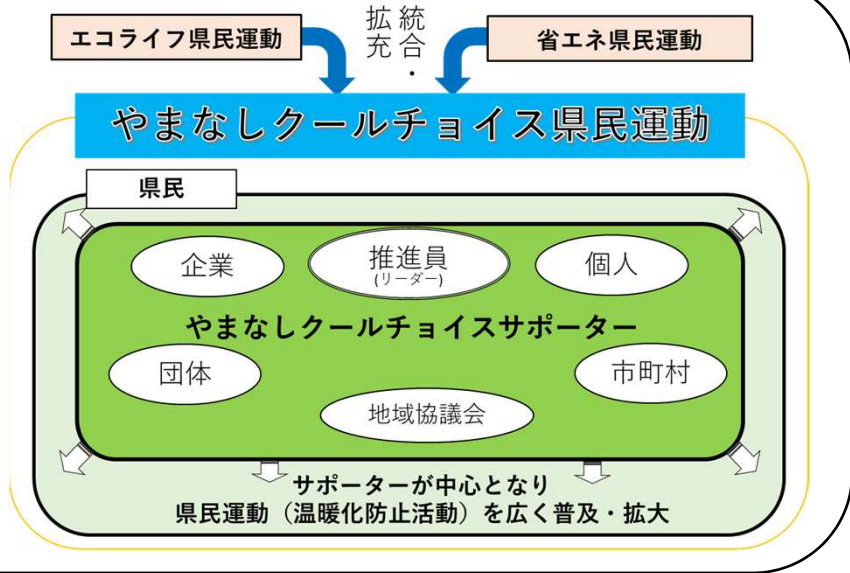 エコライフ県民運動
統合・
拡充
省エネ県民運動
やまなしクールチョイス県民運動
県民
企業
推進員
(リーダー)
個人
やまなしクールチョイスサポーター
団体
市町村
地域協議会
サポーターが中心となり
県民運動（温暖化防止活動）を広く普及・拡大